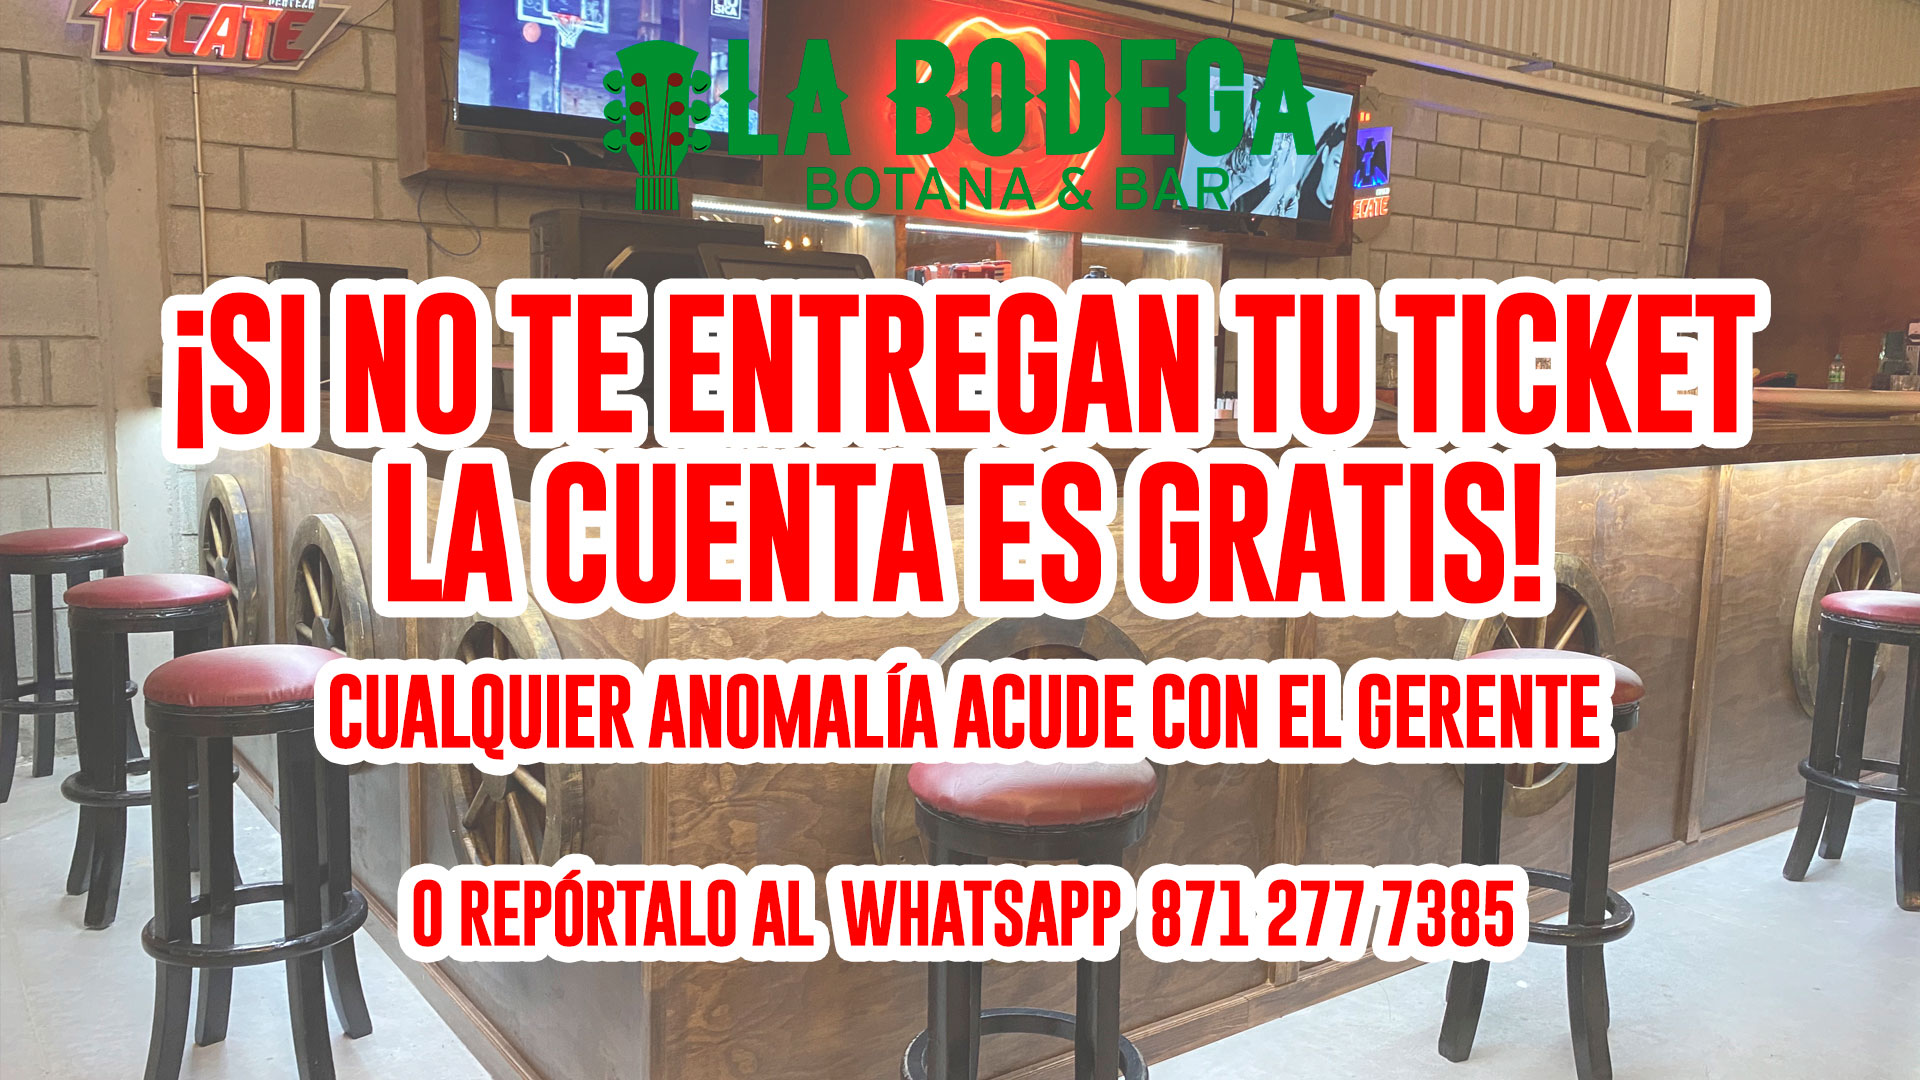 TECATE
LA BODEGA
BOTANA & BAR
TECATE
¡SI NO TE ENTREGAN TU TICKET
LA CUENTA ES GRATIS!
CUALQUIER ANOMALÍA ACUDE CON EL GERENTE
O REPÓRTALO AL WHATSAPP 871 277 7385